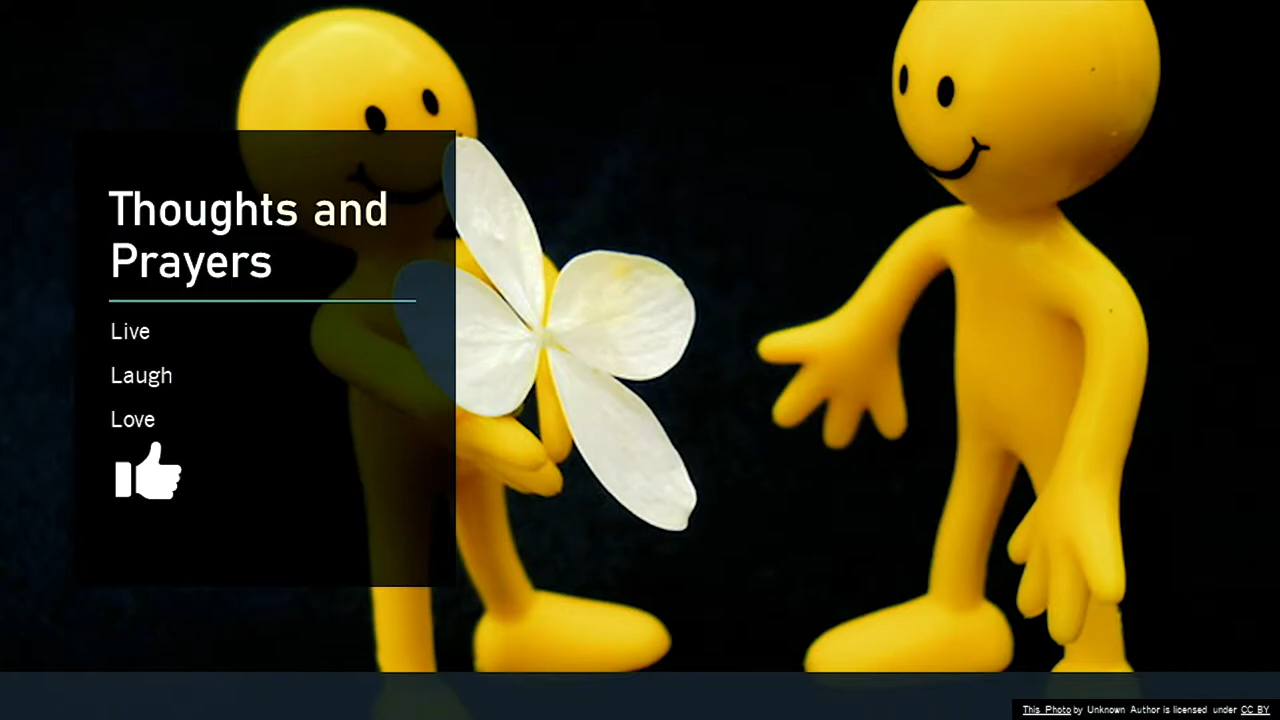 Thoughts and
Prayers
Live
Laugh
Love
This Photo by Unknown Author is licensed under CC BY